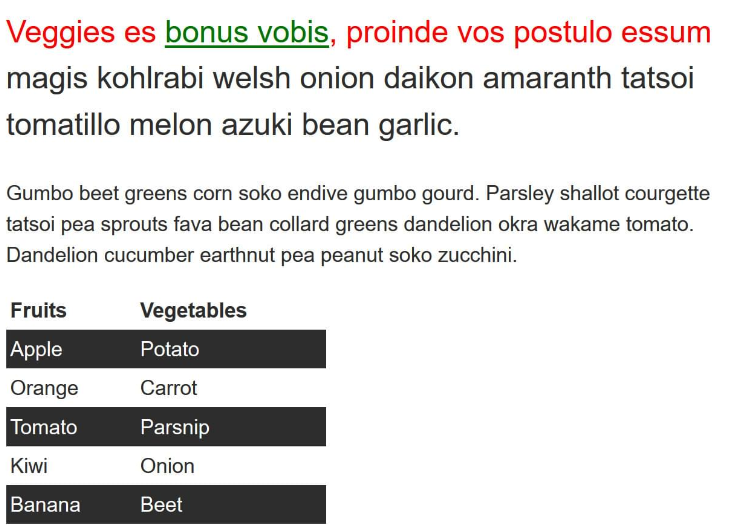 Veggies es bonus vobis, proinde vos postulo essum
magis kohlrabi welsh onion daikon amaranth tatsoi
tomatillo melon azuki bean garlic.
Gumbo beet greens corn soko endive gumbo gourd. Parsley shallot courgette
tatsoi pea sprouts fava bean collard greens dandelion okra wakame tomato.
Dandelion cucumber earthnut pea peanut soko zucchini.
Fruits Vegetables
Apple Potato
Orange Carrot
Tomato Parsnip
Kiwi Onion
Banana Beet